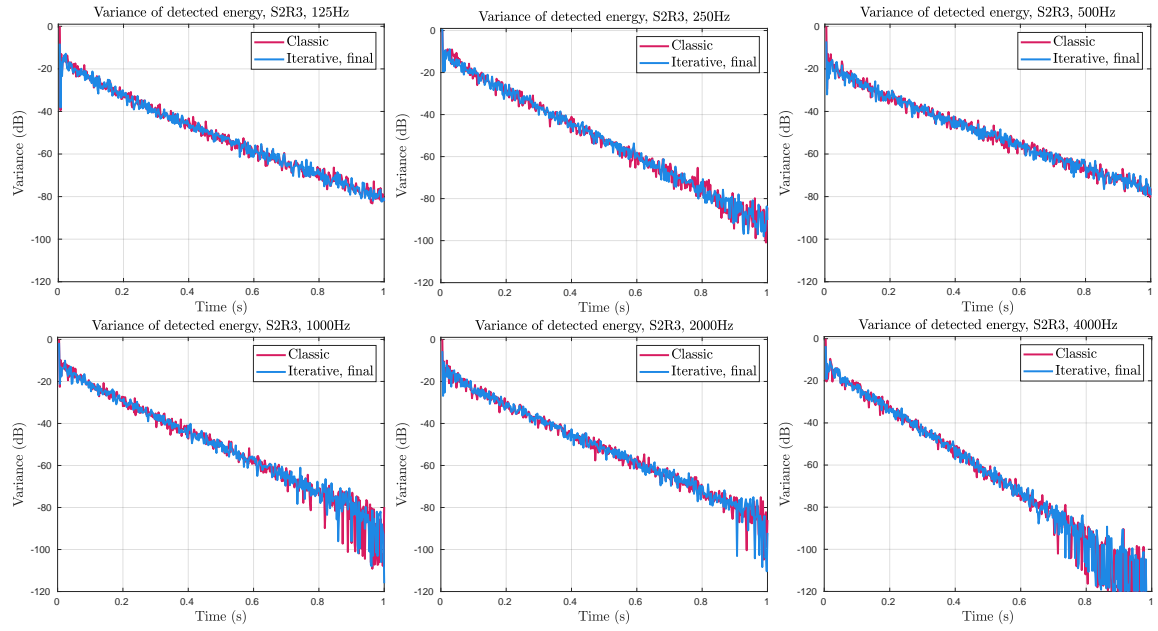 Variance of detected energy, S2R3, 125Hz
0
-20
-40
-60
-80
-100
-120
Variance (dB)
Classic
Iterative, final
0
0.2
0.4
0.6
0.8
1
Time (s)
Variance of detected energy, S2R3, 250Hz
0
-20
-40
-60
-80
-100
-120
Variance (dB)
Classic
Iterative, final
0
0.2
0.4
0.6
0.8
1
Time (s)
Variance of detected energy, S2R3, 500Hz
0
-20
-40
-60
-80
-100
-120
Variance (dB)
Classic
Iterative, final
0
0.2
0.4
0.6
0.8
1
Time (s)
Variance of detected energy, S2R3, 1000Hz
0
-20
-40
-60
-80
-100
-120
Variance (dB)
Classic
Iterative, final
0
0.2
0.4
0.6
0.8
1
Time (s)
Variance of detected energy, S2R3, 2000Hz
0
-20
-40
-60
-80
-100
-120
Variance (dB)
Classic
Iterative, final
0
0.2
0.4
0.6
0.8
1
Time (s)
Variance of detected energy, S2R3, 4000Hz
0
-20
-40
-60
-80
-100
-120
Variance (dB)
Classic
Iterative, final
0
0.2
0.4
0.6
0.8
1
Time (s)